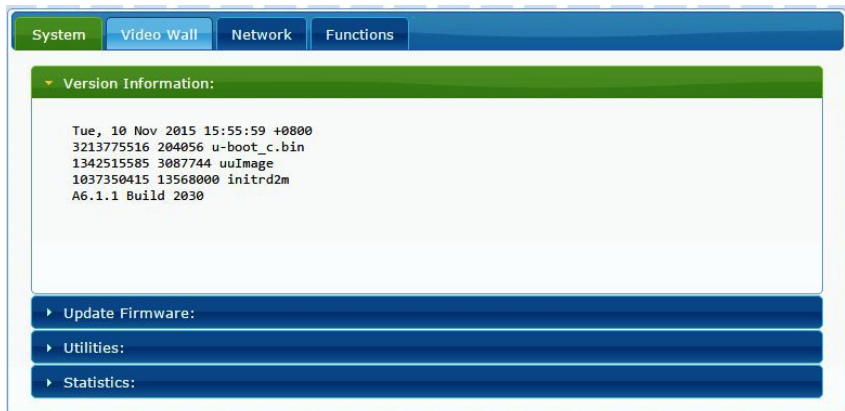 System Video Wall Network Functions
Version Information:
Tue, 10 Nov 2015 15:55:59 +0800
3213775516 204056 u-boot_c.bin
1342515585 3087744 uuImage
1037350415 13568000 initrd2m
A6.1.1 Build 2030
Update Firmware:
Utilities:
Statistics: